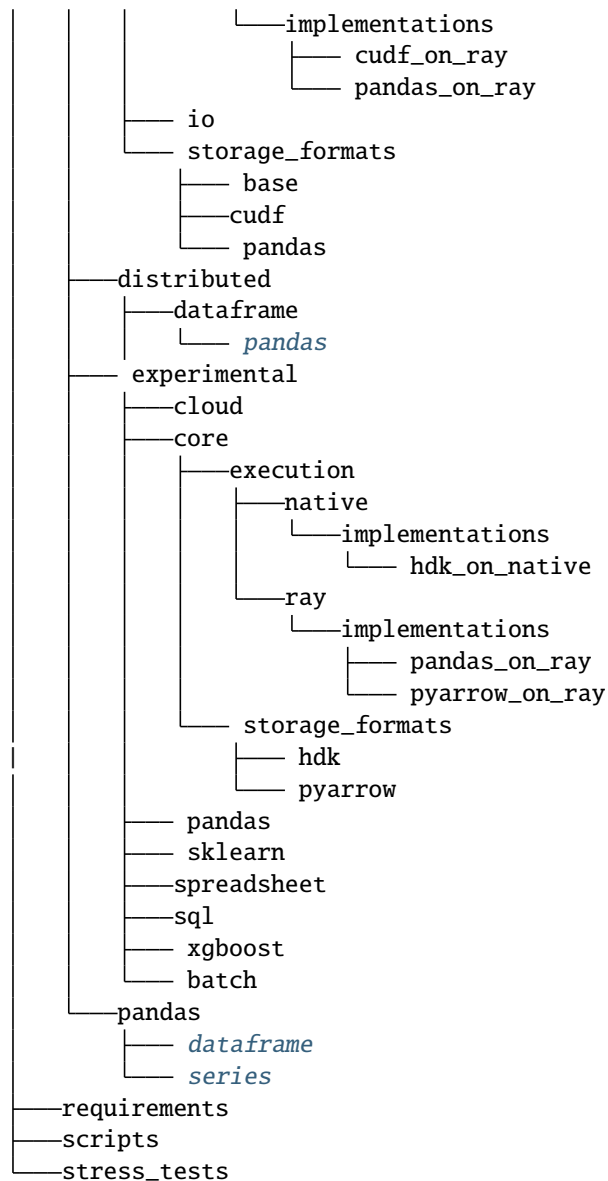 implementations
cudf_on_ray
pandas_on_ray
io
storage_formats
base
cudf
pandas
distributed
dataframe
pandas
experimental
cloud
core
execution
native
implementations
hdk_on_native
ray
implementations
pandas_on_ray
pyarrow_on_ray
storage_formats
hdk
pyarrow
pandas
sklearn
spreadsheet
sql
xgboost
batch
pandas
dataframe
series
requirements
scripts
stress_tests